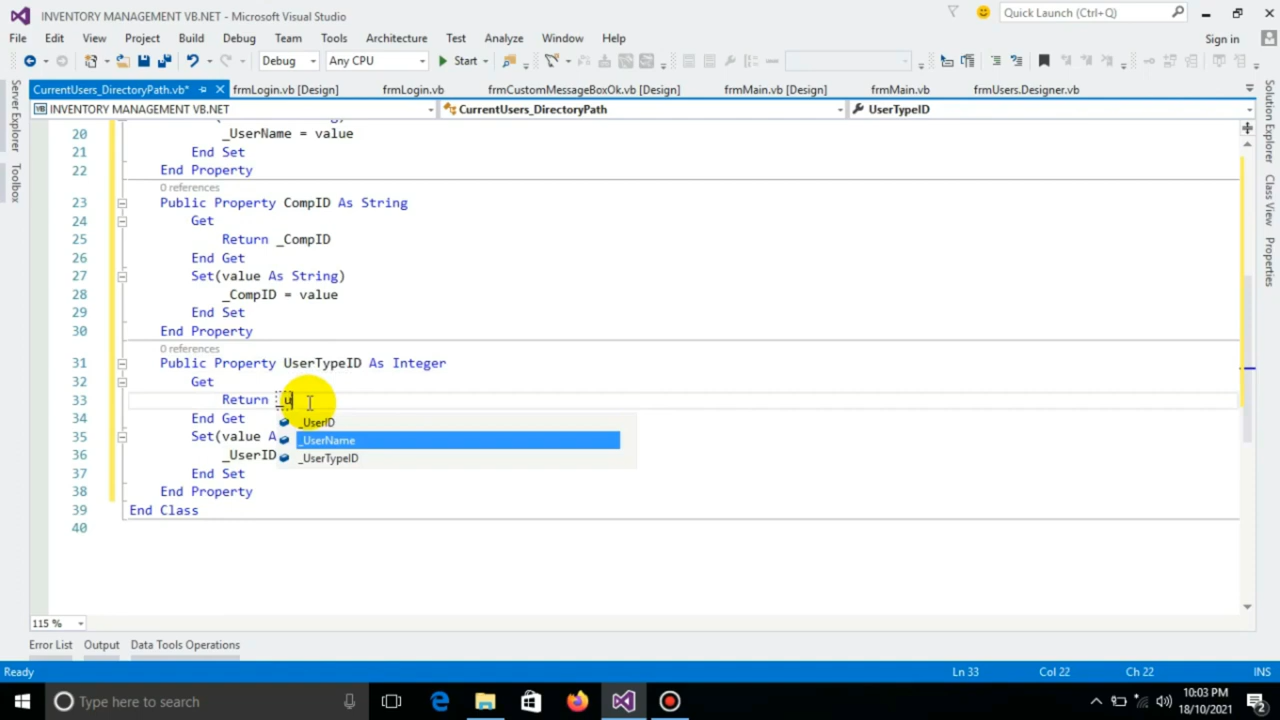 INVENTORY MANAGEMENT VB.NET - Microsoft Visual Studio
Quick Launch (Ctrl+Q)
File Edit View Project Build Debug Team Tools Architecture Test Analyze Window Help
Sign in
Debug Any CPU Start
CurrentUsers_DirectoryPath.vb* frmLogin.vb [Design] frmLogin.vb frmCustomMessageBoxOk.vb [Design] frmMain.vb [Design] frmMain.vb frmUsers.Designer.vb
INVENTORY MANAGEMENT VB.NET CurrentUsers_DirectoryPath UserTypeID
Server Explorer
Toolbox
Solution Explorer
Class View
Properties
20 _UserName = value
21 End Set
22 End Property
0 references
23 Public Property CompID As String
24 Get
25 Return _CompID
26 End Get
27 Set(value As String)
28 _CompID = value
29 End Set
30 End Property
0 references
31 Public Property UserTypeID As Integer
32 Get
33 Return _u
34 End Get
_UserID
35 Set(value A
_UserName
36 _UserID
_UserTypeID
37 End Set
38 End Property
39 End Class
40
115 %
Error List Output Data Tools Operations
Ready Ln 33 Col 22 Ch 22 INS
Type here to search
10:03 PM
18/10/2021
2